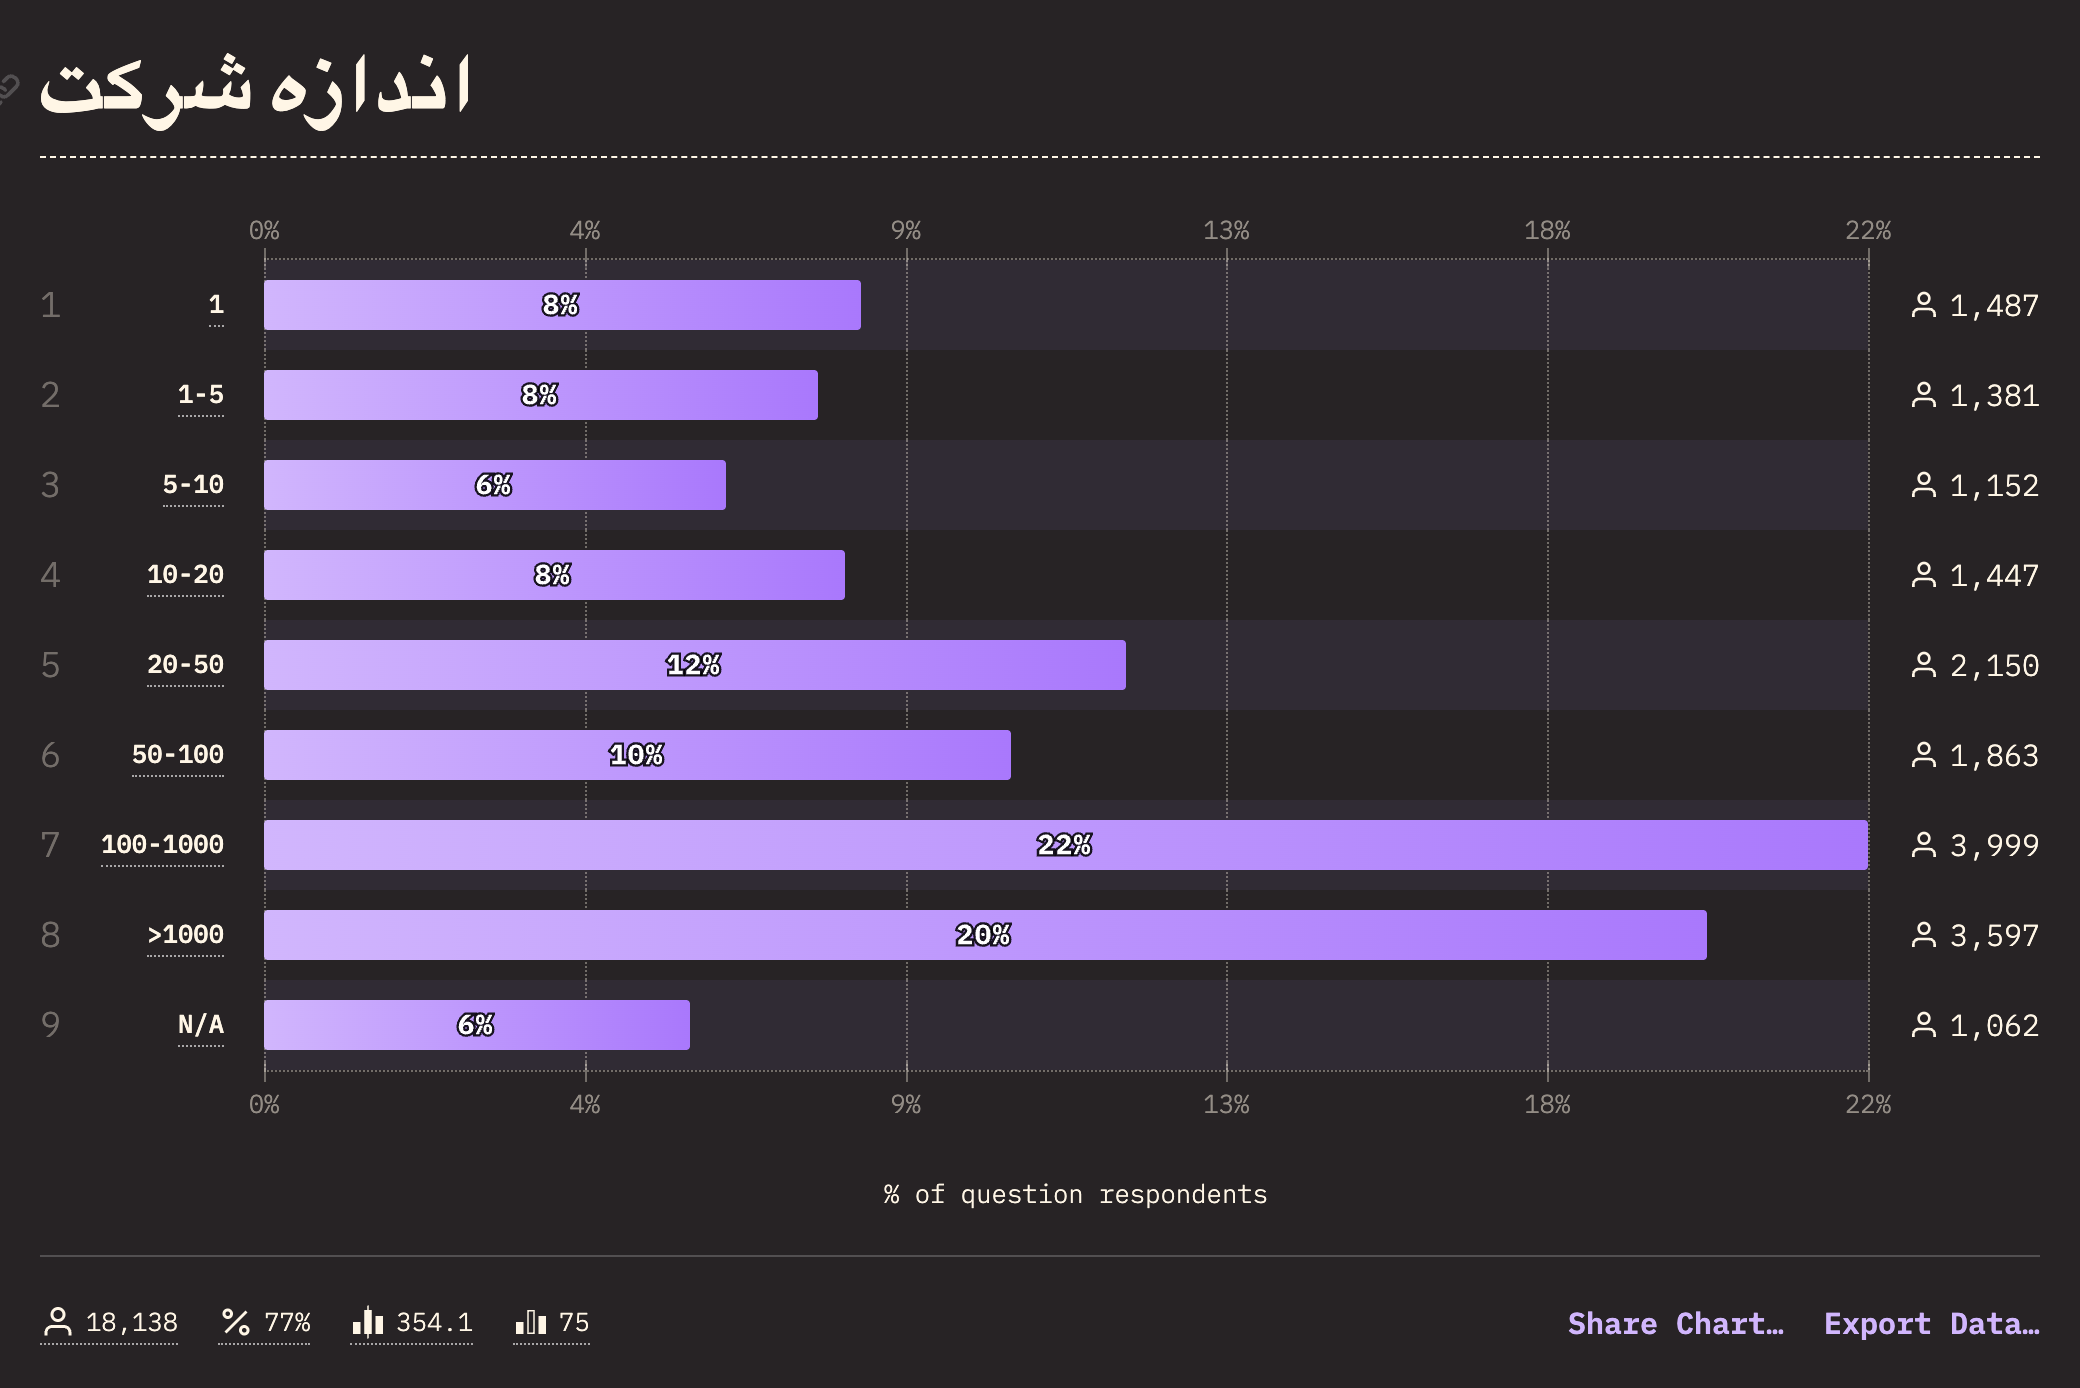 اندازه شرکت
0% 4% 9% 13% 18% 22%
1 1 8% 1,487
2 1-5 8% 1,381
3 5-10 6% 1,152
4 10-20 8% 1,447
5 20-50 12% 2,150
6 50-100 10% 1,863
7 100-1000 22% 3,999
8 >1000 20% 3,597
9 N/A 6% 1,062
0% 4% 9% 13% 18% 22%
% of question respondents
18,138 77% 354.1 75 Share Chart… Export Data…